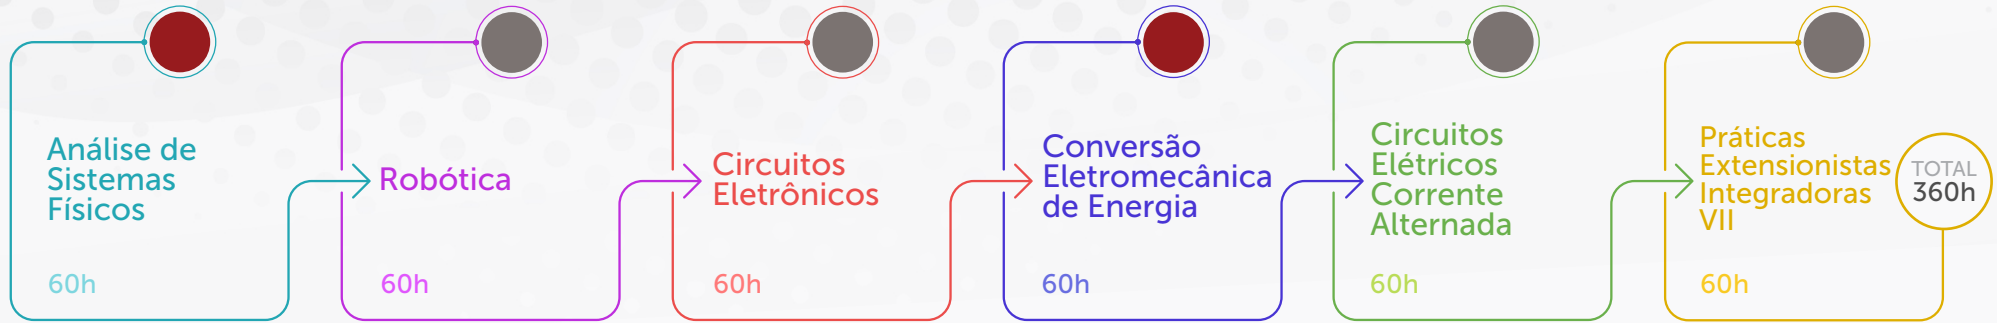 Análise de
Sistemas
Físicos
60h
Robótica
60h
Circuitos
Eletrônicos
60h
Conversão
Eletromecânica
de Energia
60h
Circuitos
Elétricos
Corrente
Alternada
60h
Práticas
Extensionistas
Integradoras
VII
60h
TOTAL
360h